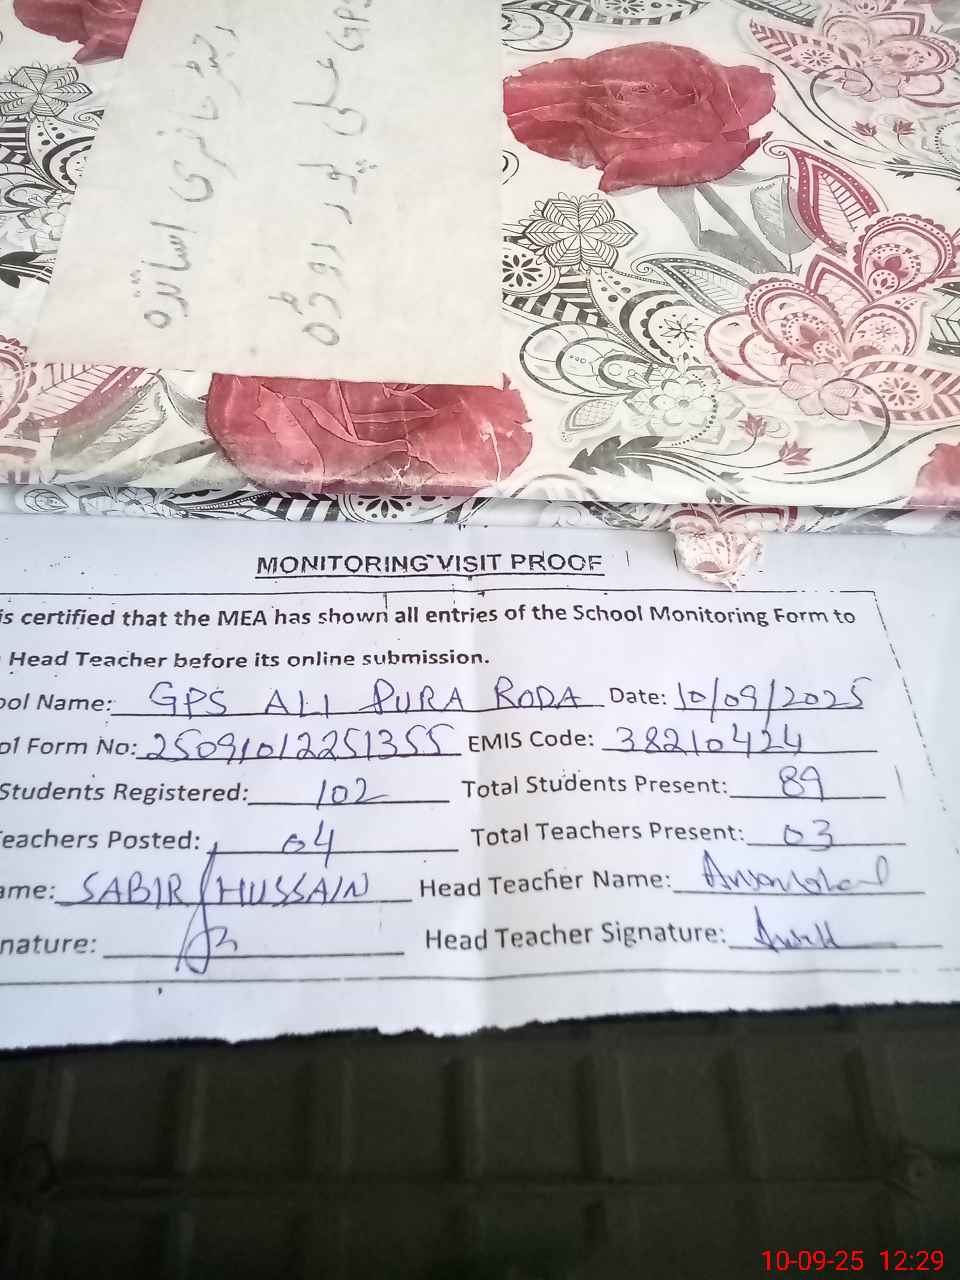 رجسٹر حاضری اساتذہ
GPS علی پور روڈہ
MONITORING VISIT PROOF
is certified that the MEA has shown all entries of the School Monitoring Form to
Head Teacher before its online submission.
ool Name: GPS ALI PURA RODA Date: 10/09/2025
ol Form No: 25091012251355 EMIS Code: 38210424
Students Registered: 102 Total Students Present: 89
eachers Posted: 04 Total Teachers Present: 03
ame: SABIR HUSSAIN Head Teacher Name:
nature: Head Teacher Signature:
10-09-25 12:29